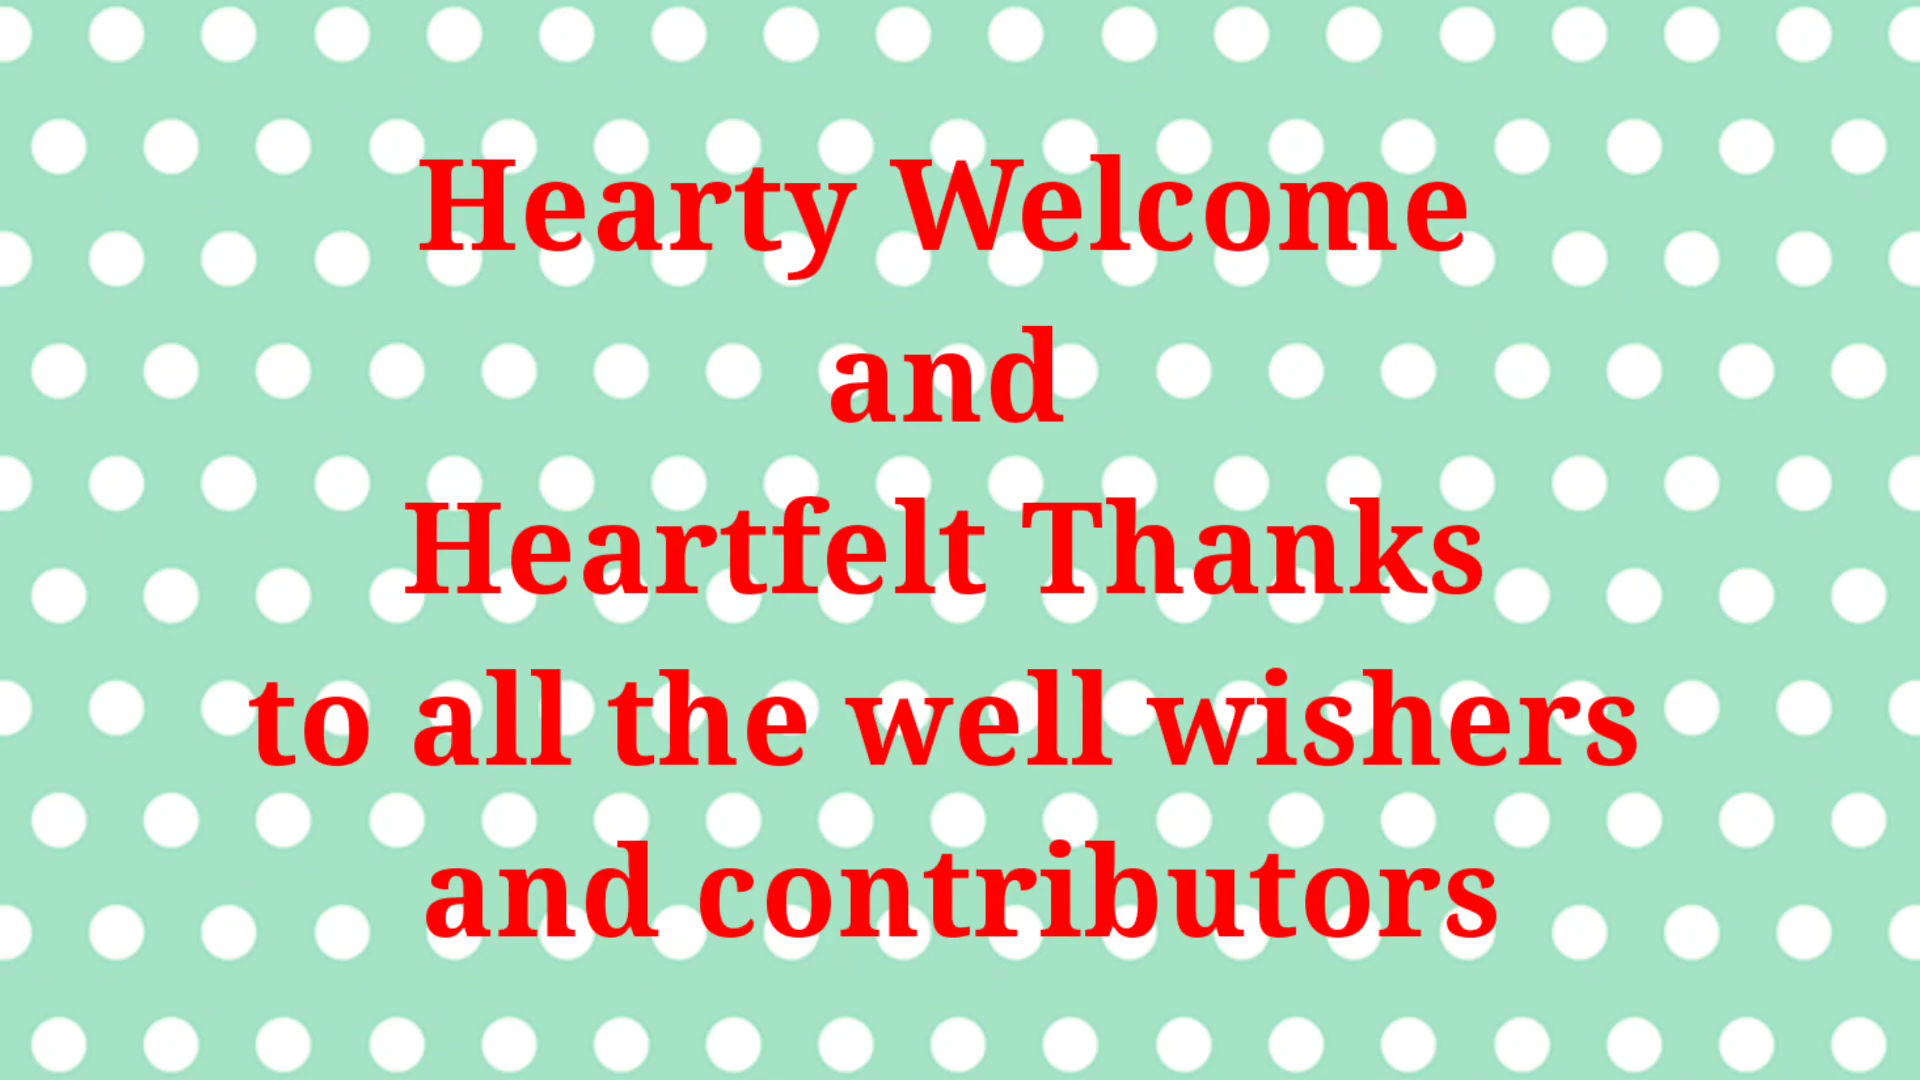 Hearty Welcome
and
Heartfelt Thanks
to all the well wishers
and contributors